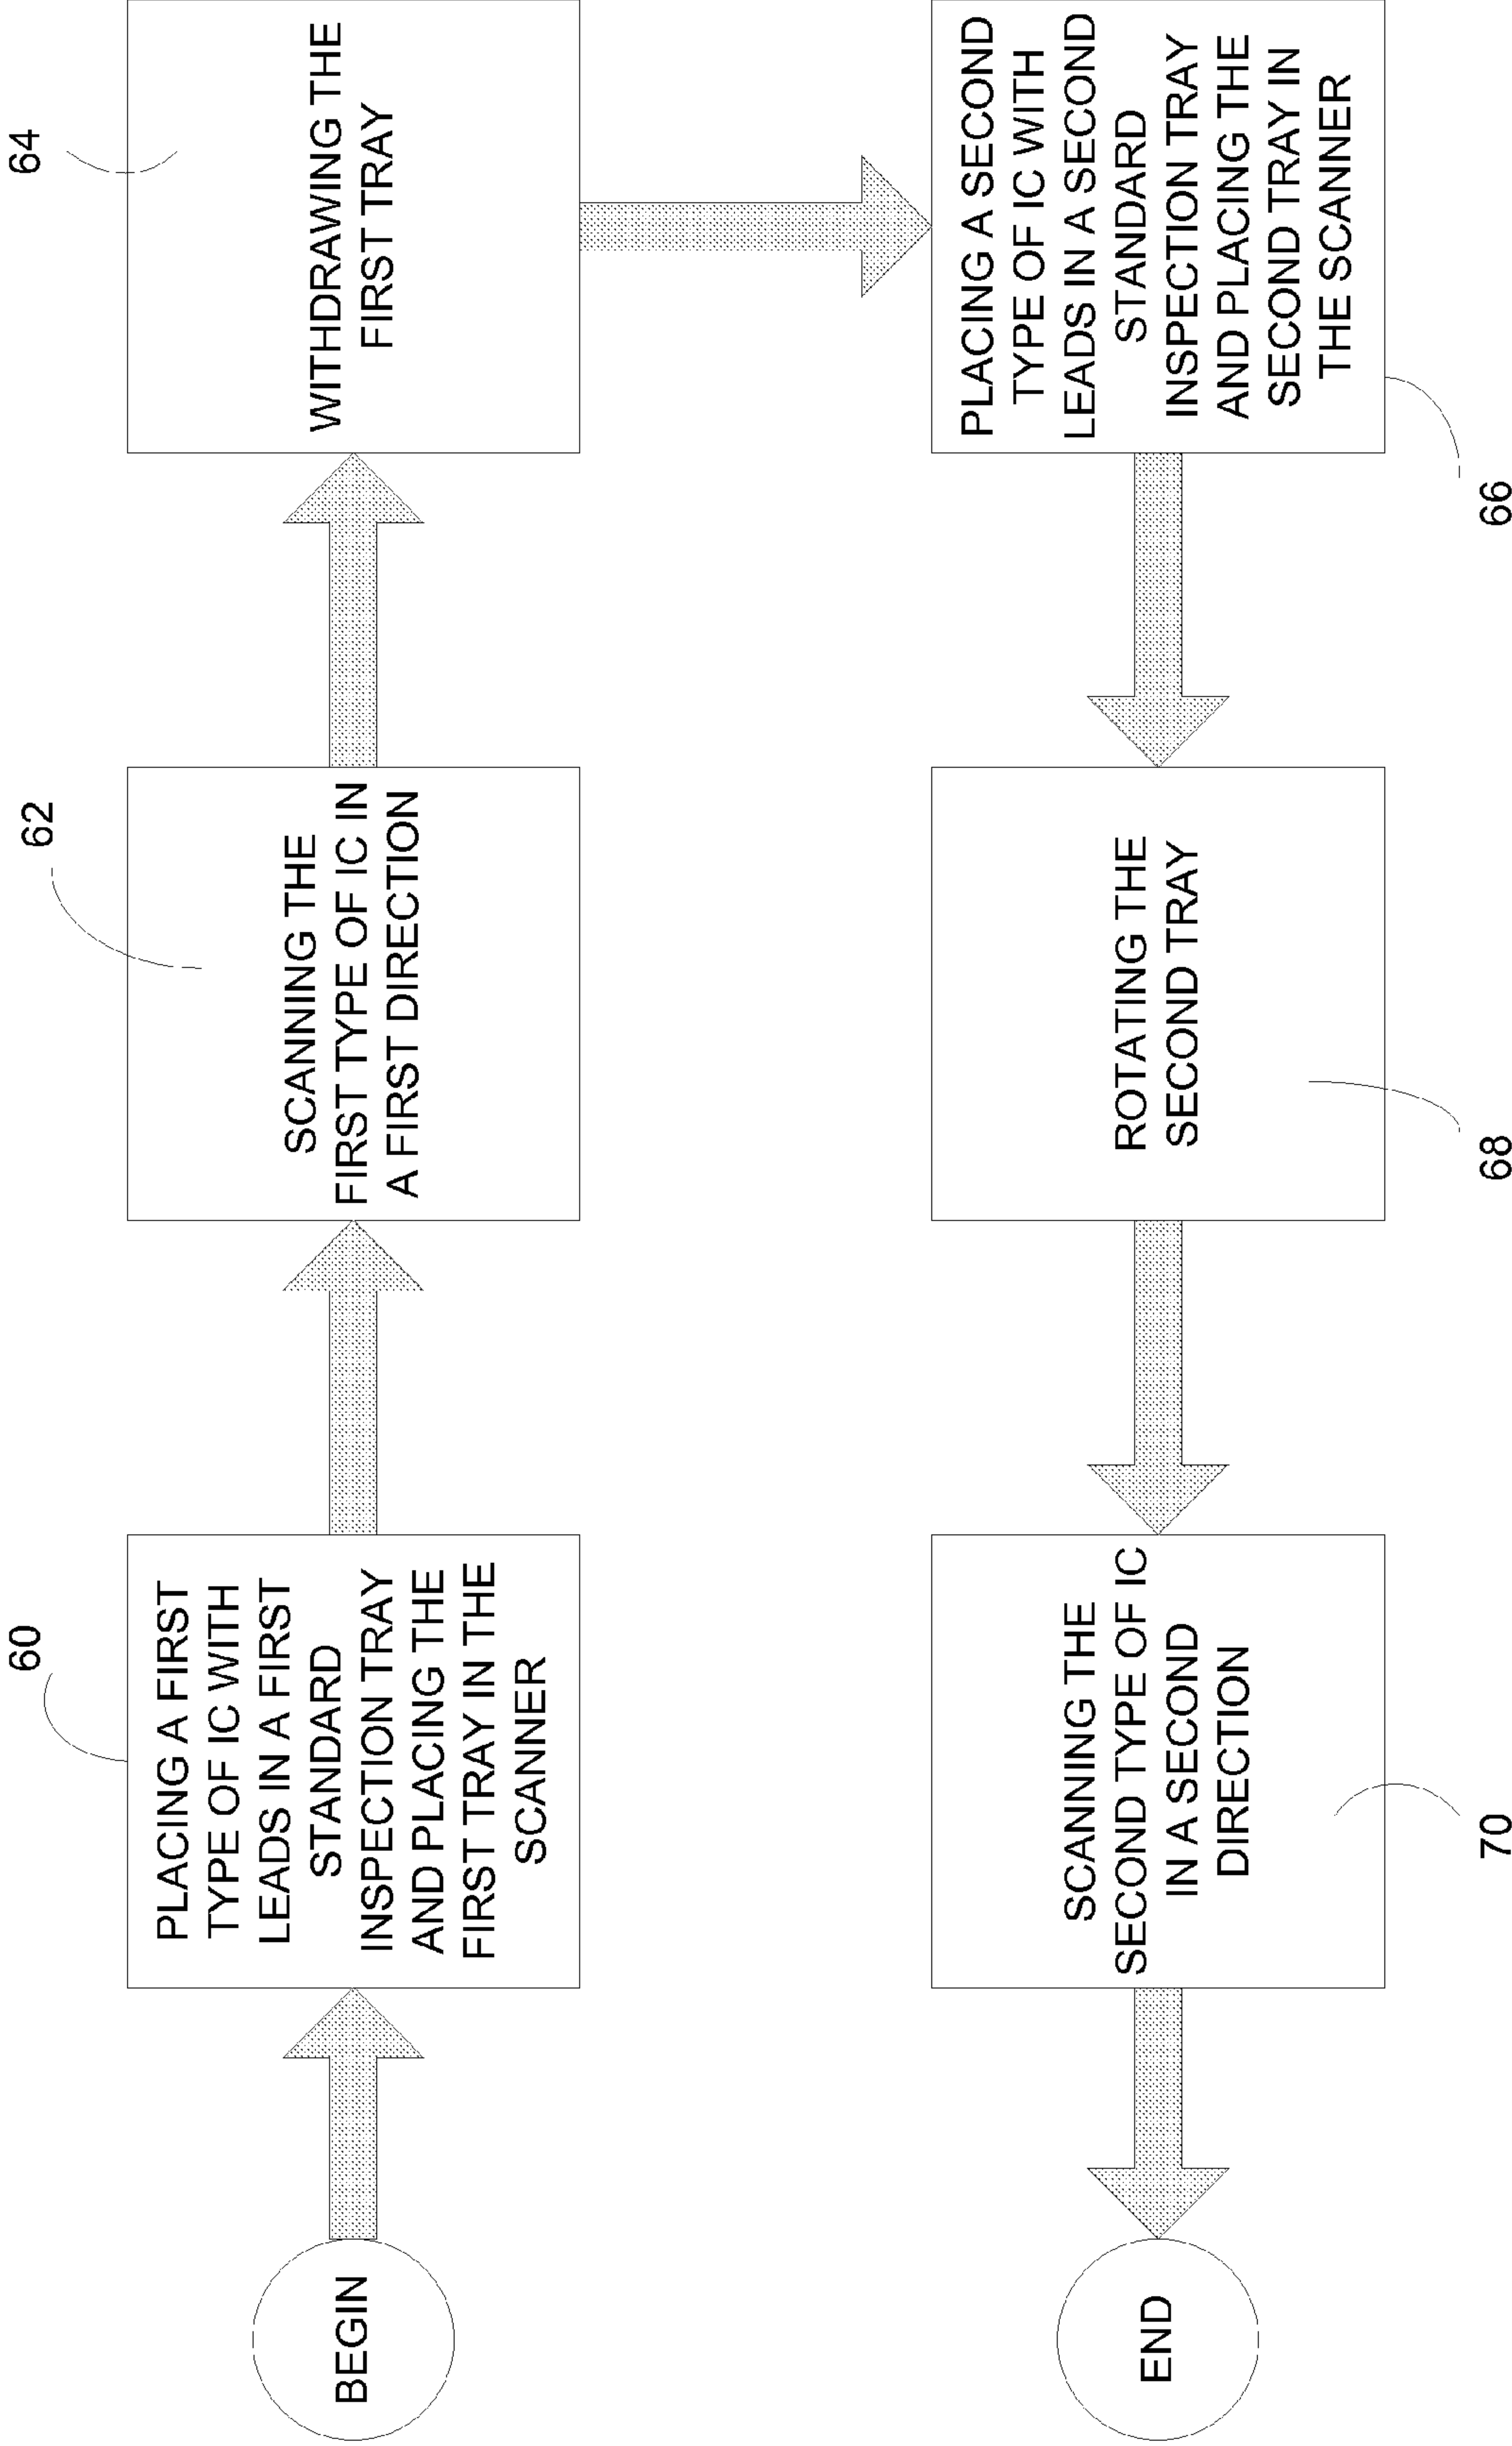 BEGIN
60
PLACING A FIRST
TYPE OF IC WITH
LEADS IN A FIRST
STANDARD
INSPECTION TRAY
AND PLACING THE
FIRST TRAY IN THE
SCANNER
62
SCANNING THE
FIRST TYPE OF IC IN
A FIRST DIRECTION
64
WITHDRAWING THE
FIRST TRAY
PLACING A SECOND
TYPE OF IC WITH
LEADS IN A SECOND
STANDARD
INSPECTION TRAY
AND PLACING THE
SECOND TRAY IN
THE SCANNER
66
ROTATING THE
SECOND TRAY
68
SCANNING THE
SECOND TYPE OF IC
IN A SECOND
DIRECTION
70
END